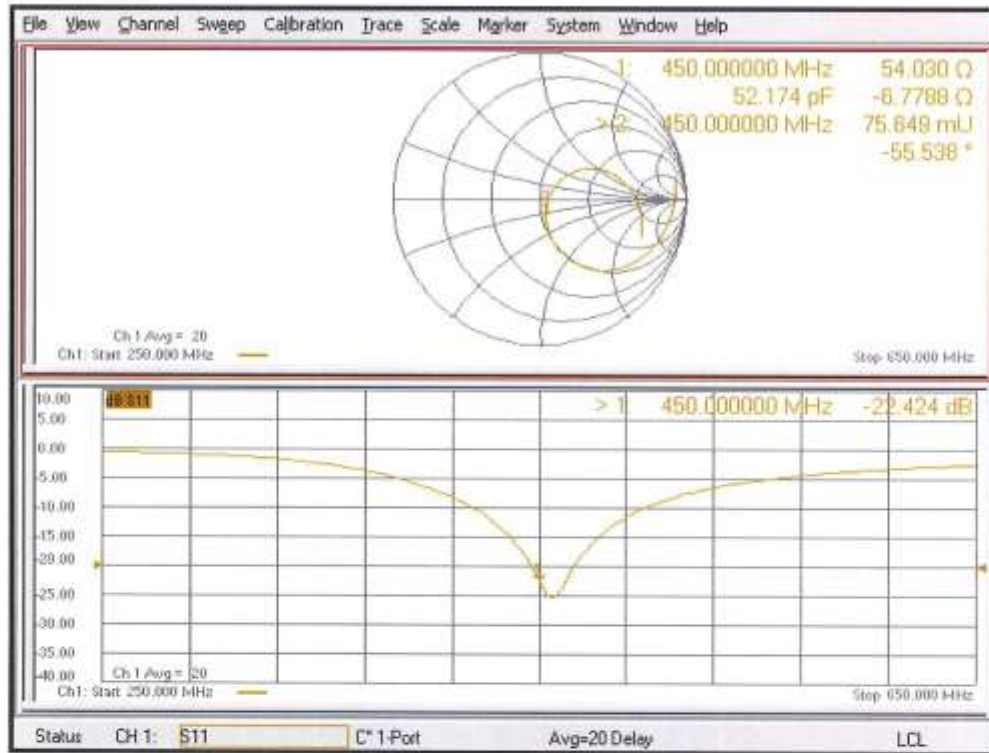 File View Channel Sweep Calibration Trace Scale Marker System Window Help
1: 450.000000 MHz 54.030 Ω
52.174 pF -6.7788 Ω
> 2: 450.000000 MHz 75.649 mU
-55.538 °
Ch 1 Avg = 20
Ch1: Start 250.000 MHz
Stop 650.000 MHz
10.00
dB S11
> 1: 450.000000 MHz -22.424 dB
5.00
0.00
-5.00
-10.00
-15.00
-20.00
-25.00
-30.00
-35.00
-40.00
Ch 1 Avg = 20
Ch1: Start 250.000 MHz
Stop 650.000 MHz
Status CH 1: S11 C* 1-Port Avg=20 Delay LCL